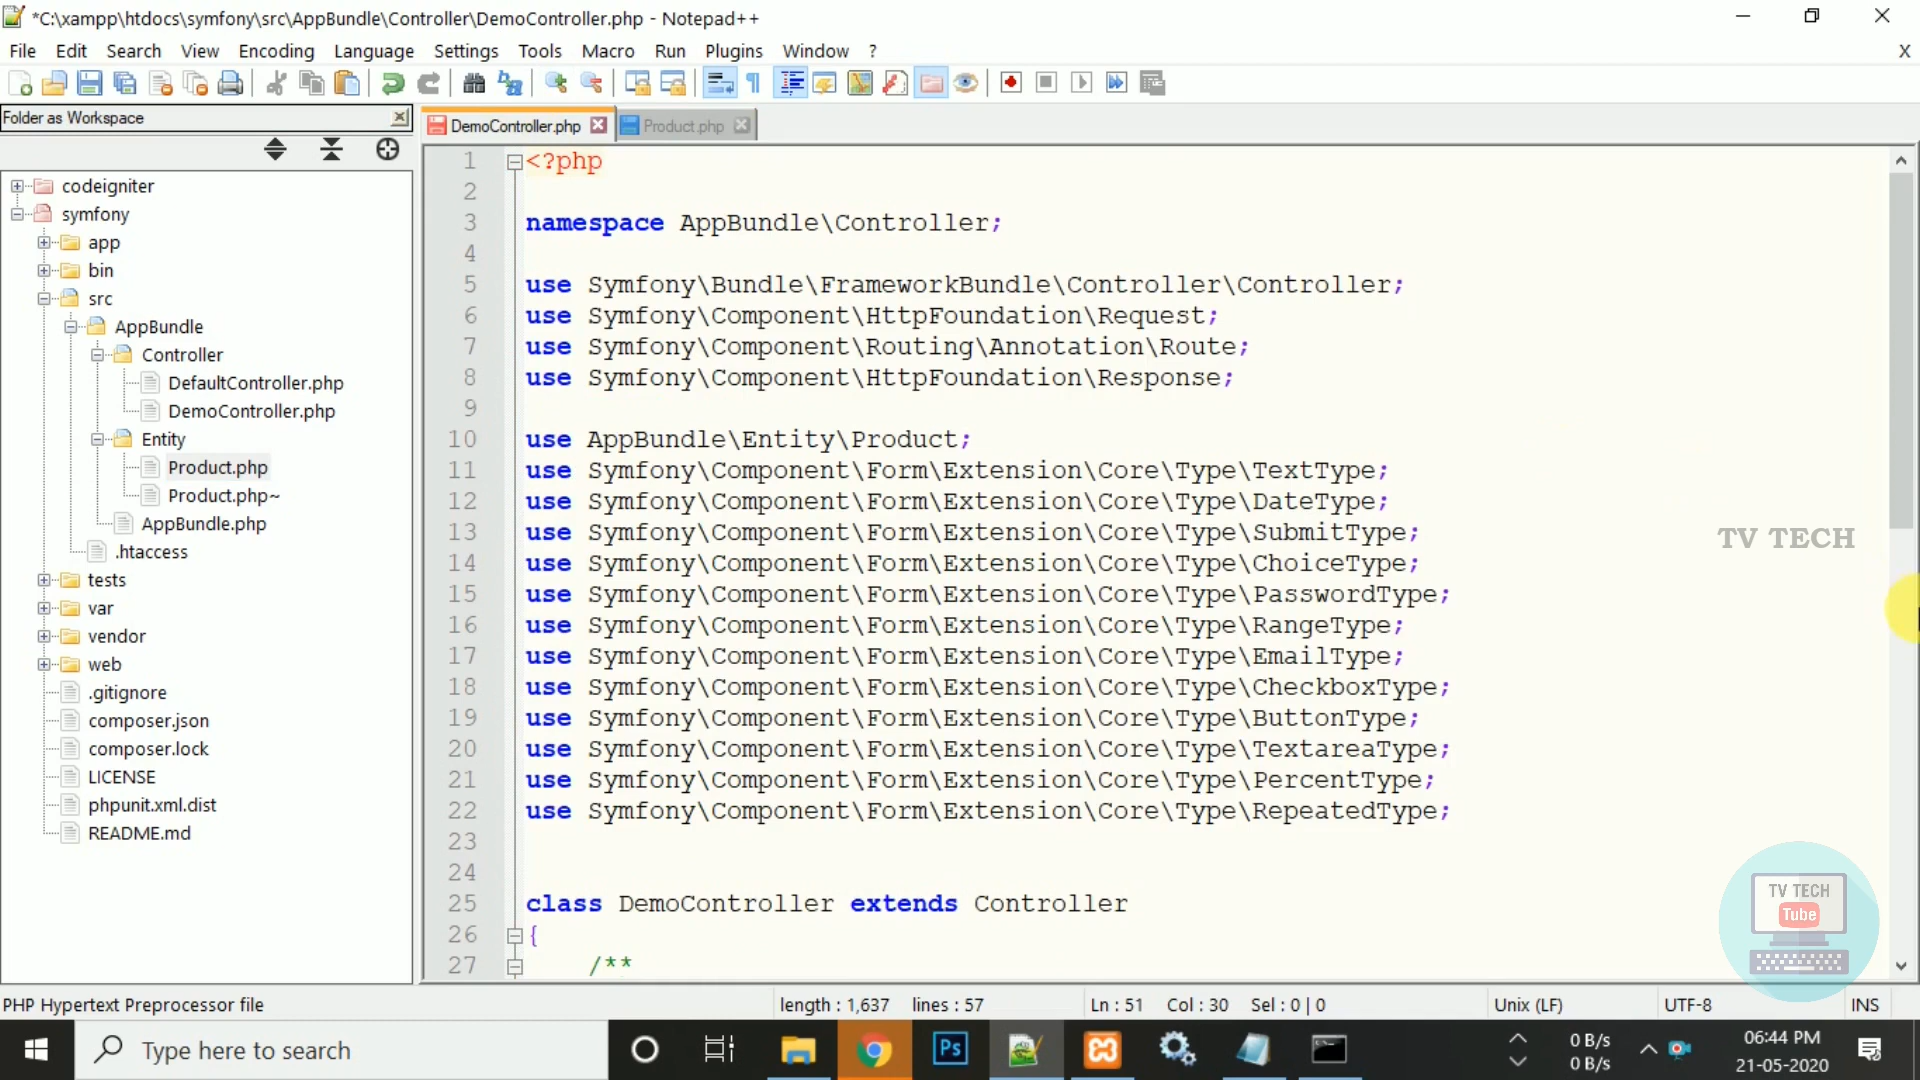 *C:\xampp\htdocs\symfony\src\AppBundle\Controller\DemoController.php - Notepad++
File Edit Search View Encoding Language Settings Tools Macro Run Plugins Window ? X
Folder as Workspace
DemoController.php Product.php
codeigniter
symfony
app
bin
src
AppBundle
Controller
DefaultController.php
DemoController.php
Entity
Product.php
Product.php~
AppBundle.php
.htaccess
tests
var
vendor
web
.gitignore
composer.json
composer.lock
LICENSE
phpunit.xml.dist
README.md
1 <?php
2
3 namespace AppBundle\Controller;
4
5 use Symfony\Bundle\FrameworkBundle\Controller\Controller;
6 use Symfony\Component\HttpFoundation\Request;
7 use Symfony\Component\Routing\Annotation\Route;
8 use Symfony\Component\HttpFoundation\Response;
9
10 use AppBundle\Entity\Product;
11 use Symfony\Component\Form\Extension\Core\Type\TextType;
12 use Symfony\Component\Form\Extension\Core\Type\DateType;
13 use Symfony\Component\Form\Extension\Core\Type\SubmitType;
14 use Symfony\Component\Form\Extension\Core\Type\ChoiceType;
15 use Symfony\Component\Form\Extension\Core\Type\PasswordType;
16 use Symfony\Component\Form\Extension\Core\Type\RangeType;
17 use Symfony\Component\Form\Extension\Core\Type\EmailType;
18 use Symfony\Component\Form\Extension\Core\Type\CheckboxType;
19 use Symfony\Component\Form\Extension\Core\Type\ButtonType;
20 use Symfony\Component\Form\Extension\Core\Type\TextareaType;
21 use Symfony\Component\Form\Extension\Core\Type\PercentType;
22 use Symfony\Component\Form\Extension\Core\Type\RepeatedType;
23
24
25 class DemoController extends Controller
26 {
27 /**
TV TECH
TV TECH
Tube
PHP Hypertext Preprocessor file length : 1,637 lines : 57 Ln : 51 Col : 30 Sel : 0 | 0 Unix (LF) UTF-8 INS
Type here to search
Ps
0 B/s
0 B/s
06:44 PM
21-05-2020